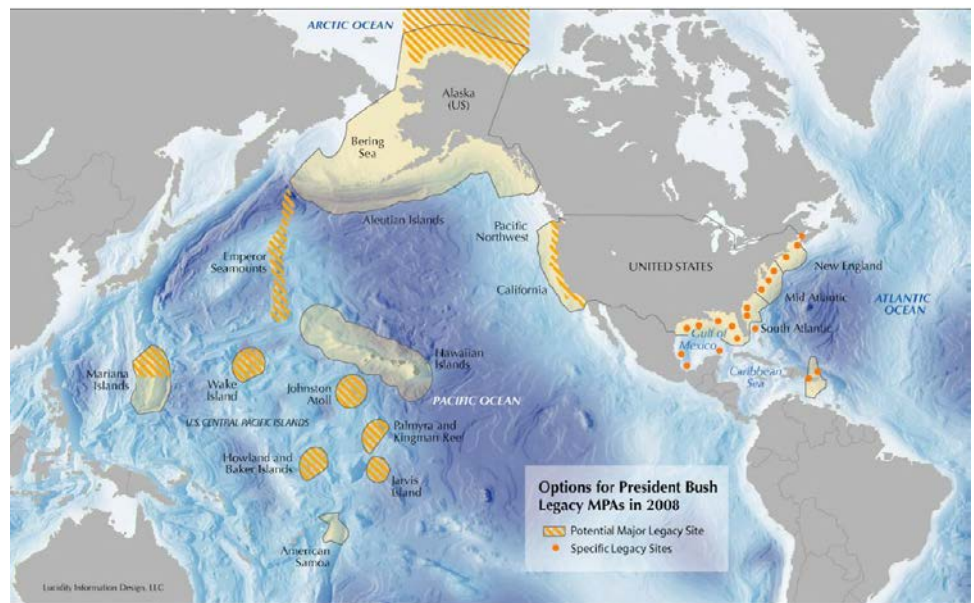 ARCTIC OCEAN
Alaska
(US)
Bering
Sea
Aleutian Islands
Pacific
Northwest
Emperor
Seamounts
UNITED STATES
New England
California
Mid Atlantic
ATLANTIC
OCEAN
South Atlantic
Gulf of
Mexico
Hawaiian
Islands
Caribbean
Sea
Mariana
Islands
Wake
Island
Johnston
Atoll
PACIFIC OCEAN
U.S. CENTRAL PACIFIC ISLANDS
Palmyra and
Kingman Ree
Howland and
Baker Islands
Jarvis
Island
American
Samoa
Options for President Bush
Legacy MPAs in 2008
Potential Major Legacy Site
Specific Legacy Sites
Lucidity Information Design, LLC